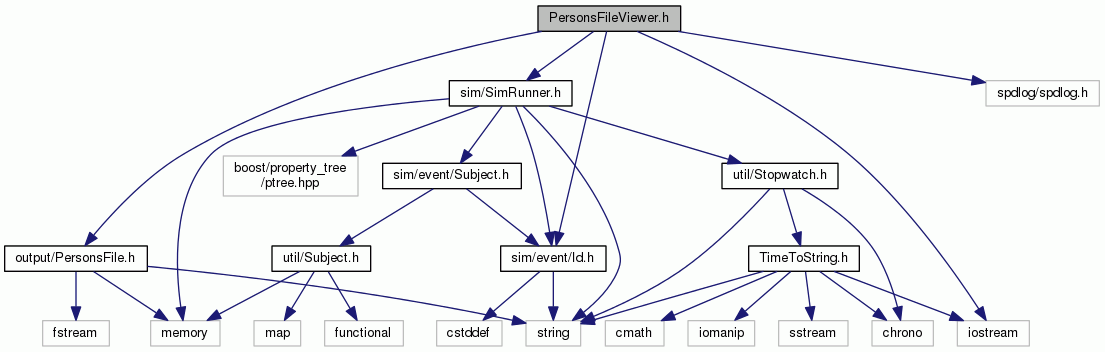 PersonsFileViewer.h
sim/SimRunner.h
spdlog/spdlog.h
boost/property_tree
/ptree.hpp
sim/event/Subject.h
util/Stopwatch.h
output/PersonsFile.h
util/Subject.h
sim/event/Id.h
TimeToString.h
fstream
memory
map
functional
cstddef
string
cmath
iomanip
sstream
chrono
iostream